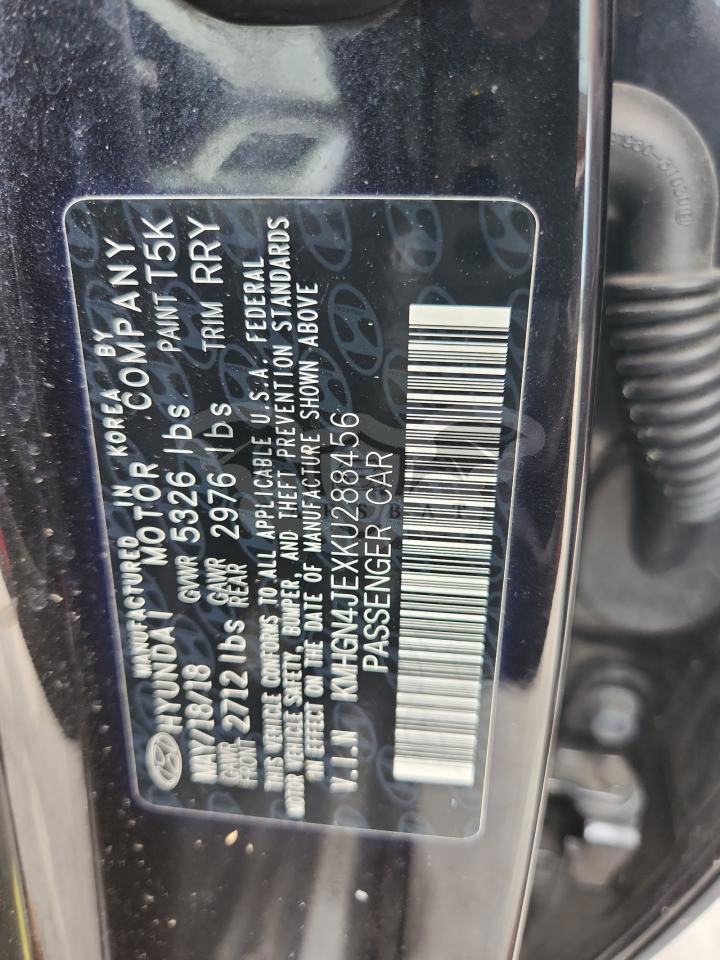 MANUFACTURED IN KOREA BY
HYUNDAI MOTOR COMPANY
MAY/18/18 GVWR 5326 lbs PAINT T5K
GAWR FRONT 2712 lbs GAWR REAR 2976 lbs TRIM RRY
THIS VEHICLE CONFORMS TO ALL APPLICABLE U.S.A. FEDERAL
MOTOR VEHICLE SAFETY, BUMPER, AND THEFT PREVENTION STANDARDS
IN EFFECT ON THE DATE OF MANUFACTURE SHOWN ABOVE
V.I.N KMHGN4JEXKU288456
PASSENGER CAR